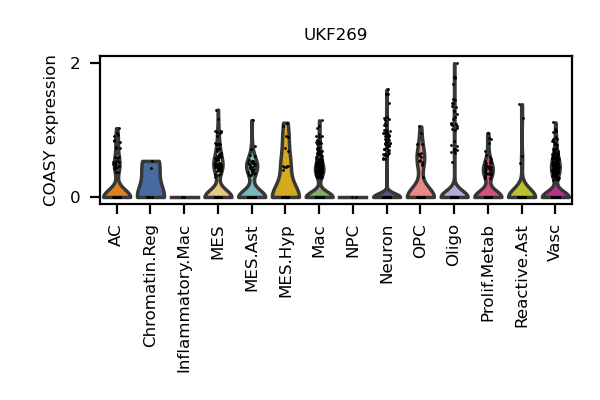 UKF269
COASY expression
2
0
AC
Chromatin.Reg
Inflammatory.Mac
MES
MES.Ast
MES.Hyp
Mac
NPC
Neuron
OPC
Oligo
Prolif.Metab
Reactive.Ast
Vasc